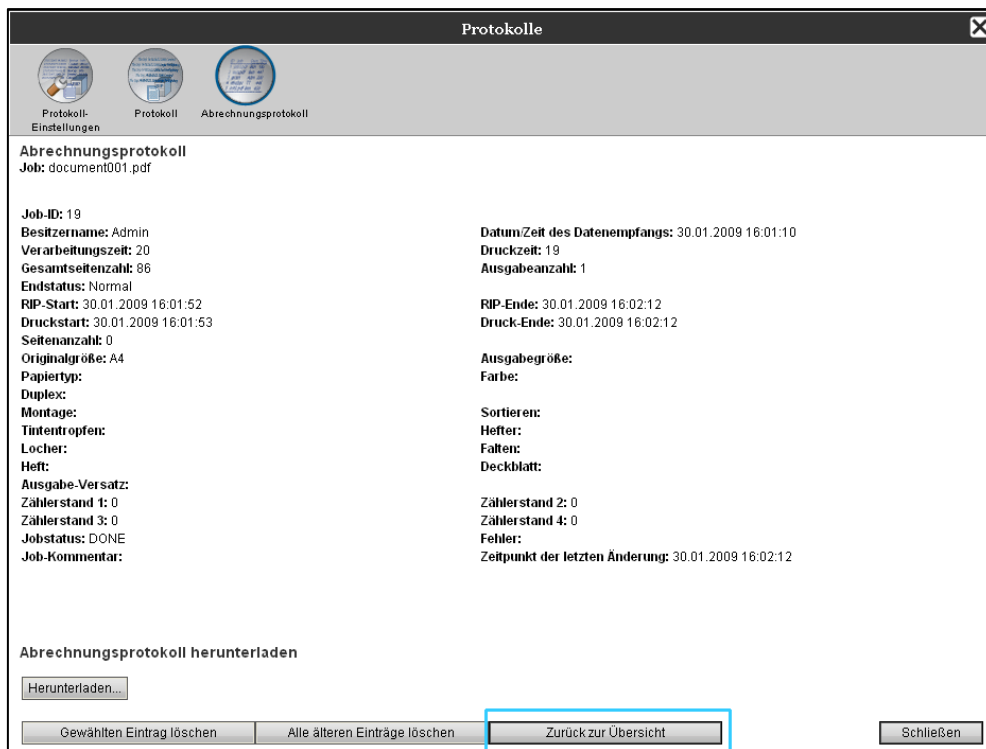 Protokolle
Protokoll-
Einstellungen
Protokoll
Abrechnungsprotokoll
Abrechnungsprotokoll
Job: document001.pdf
Job-ID: 19
Besitzername: Admin
Datum/Zeit des Datenempfangs: 30.01.2009 16:01:10
Verarbeitungszeit: 20
Druckzeit: 19
Gesamtseitenzahl: 86
Ausgabeanzahl: 1
Endstatus: Normal
RIP-Start: 30.01.2009 16:01:52
RIP-Ende: 30.01.2009 16:02:12
Druckstart: 30.01.2009 16:01:53
Druck-Ende: 30.01.2009 16:02:12
Seitenanzahl: 0
Originalgröße: A4
Ausgabegröße:
Papiertyp:
Farbe:
Duplex:
Montage:
Sortieren:
Tintentropfen:
Hefter:
Locher:
Falten:
Heft:
Deckblatt:
Ausgabe-Versatz:
Zählerstand 1: 0
Zählerstand 2: 0
Zählerstand 3: 0
Zählerstand 4: 0
Jobstatus: DONE
Fehler:
Job-Kommentar:
Zeitpunkt der letzten Änderung: 30.01.2009 16:02:12
Abrechnungsprotokoll herunterladen
Herunterladen...
Gewählten Eintrag löschen
Alle älteren Einträge löschen
Zurück zur Übersicht
Schließen